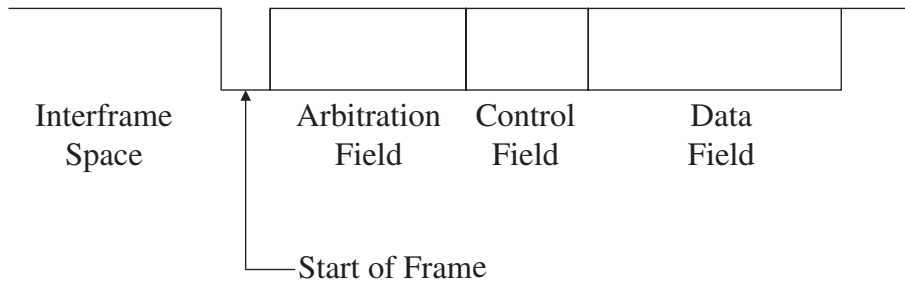 Interframe
Space
Arbitration
Field
Control
Field
Data
Field
Start of Frame